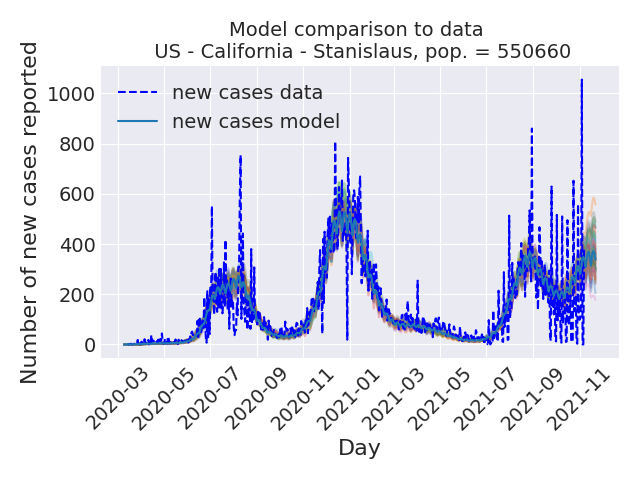 Model comparison to data
US - California - Stanislaus, pop. = 550660
Number of new cases reported
1000
800
600
400
200
0
new cases data
new cases model
2020-03
2020-05
2020-07
2020-09
2020-11
2021-01
2021-03
2021-05
2021-07
2021-09
2021-11
Day